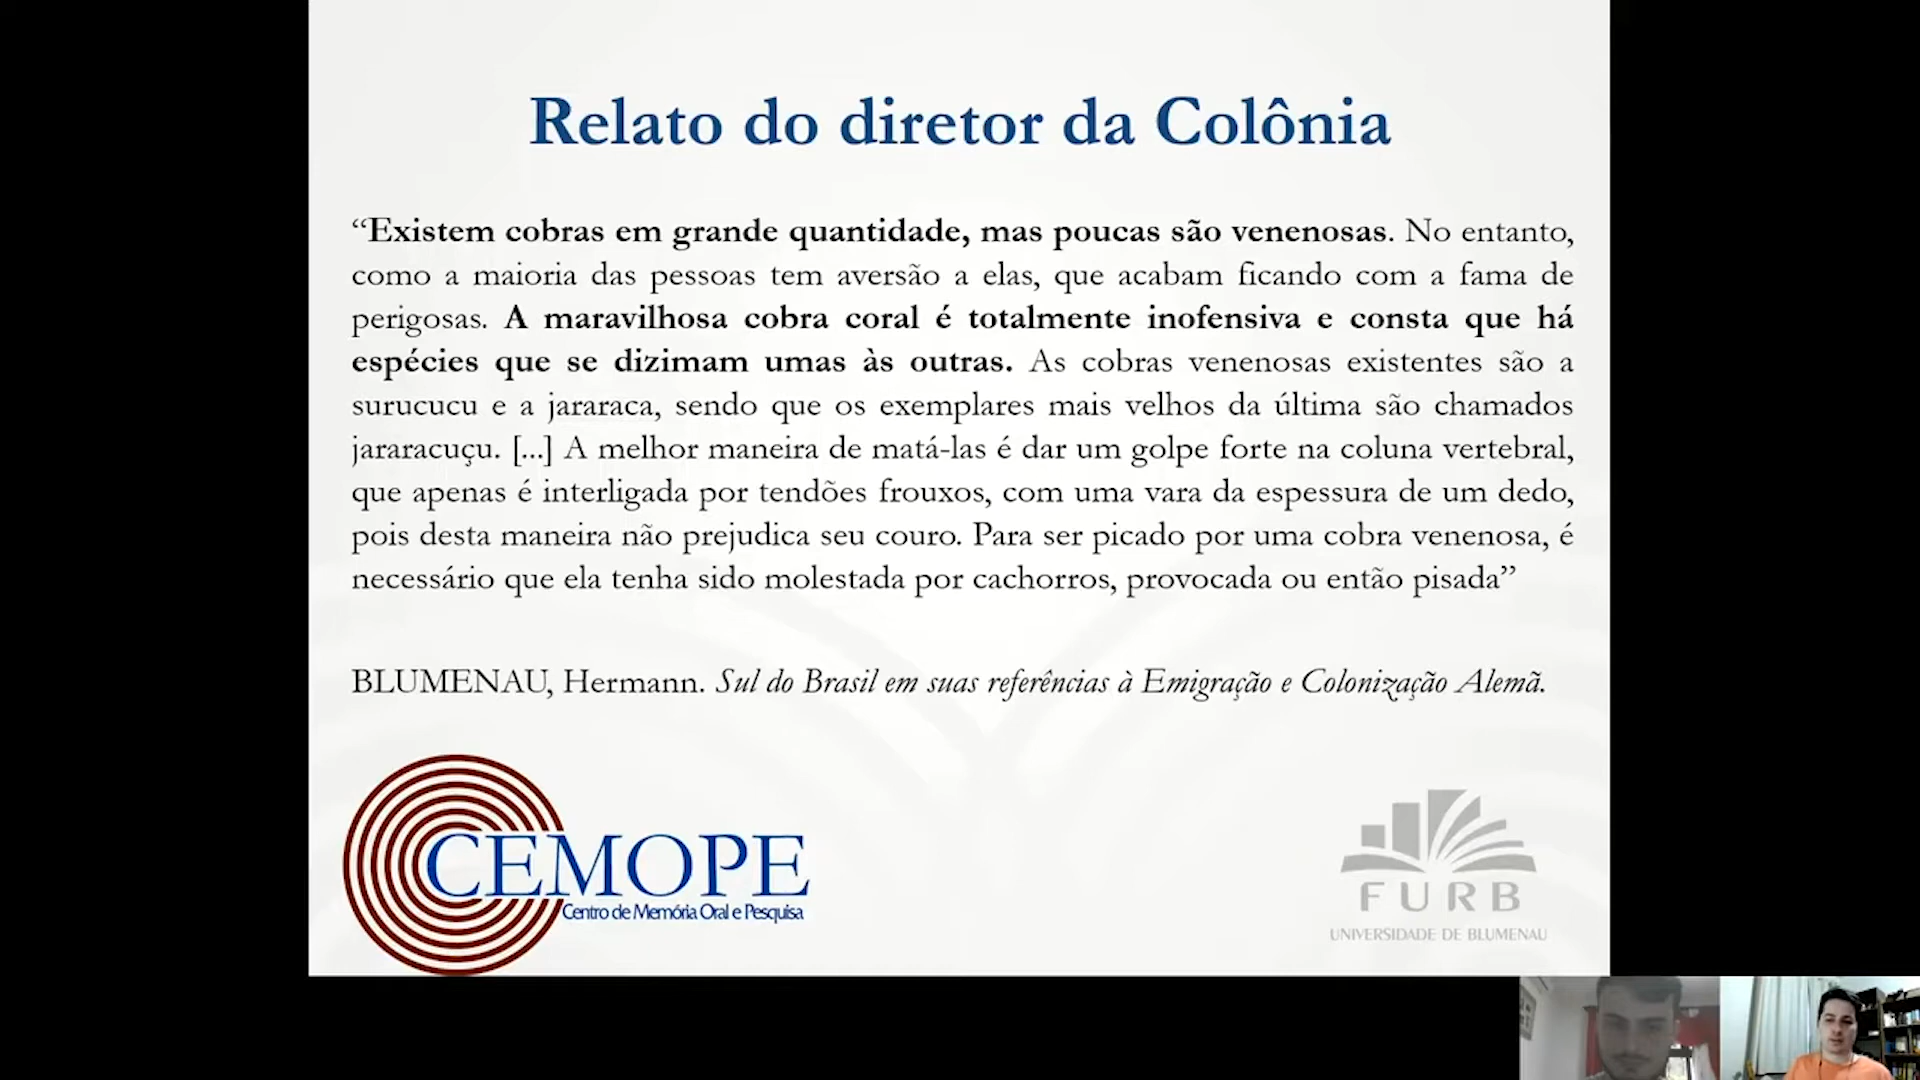 Relato do diretor da Colônia
“Existem cobras em grande quantidade, mas poucas são venenosas. No entanto,
como a maioria das pessoas tem aversão a elas, que acabam ficando com a fama de
perigosas. A maravilhosa cobra coral é totalmente inofensiva e consta que há
espécies que se dizimam umas às outras. As cobras venenosas existentes são a
surucucu e a jararaca, sendo que os exemplares mais velhos da última são chamados
jararacuçu. [...] A melhor maneira de matá-las é dar um golpe forte na coluna vertebral,
que apenas é interligada por tendões frouxos, com uma vara da espessura de um dedo,
pois desta maneira não prejudica seu couro. Para ser picado por uma cobra venenosa, é
necessário que ela tenha sido molestada por cachorros, provocada ou então pisada”
BLUMENAU, Hermann. Sul do Brasil em suas referências à Emigração e Colonização Alemã.
CEMOPE
Centro de Memória Oral e Pesquisa
FURB
UNIVERSIDADE DE BLUMENAU